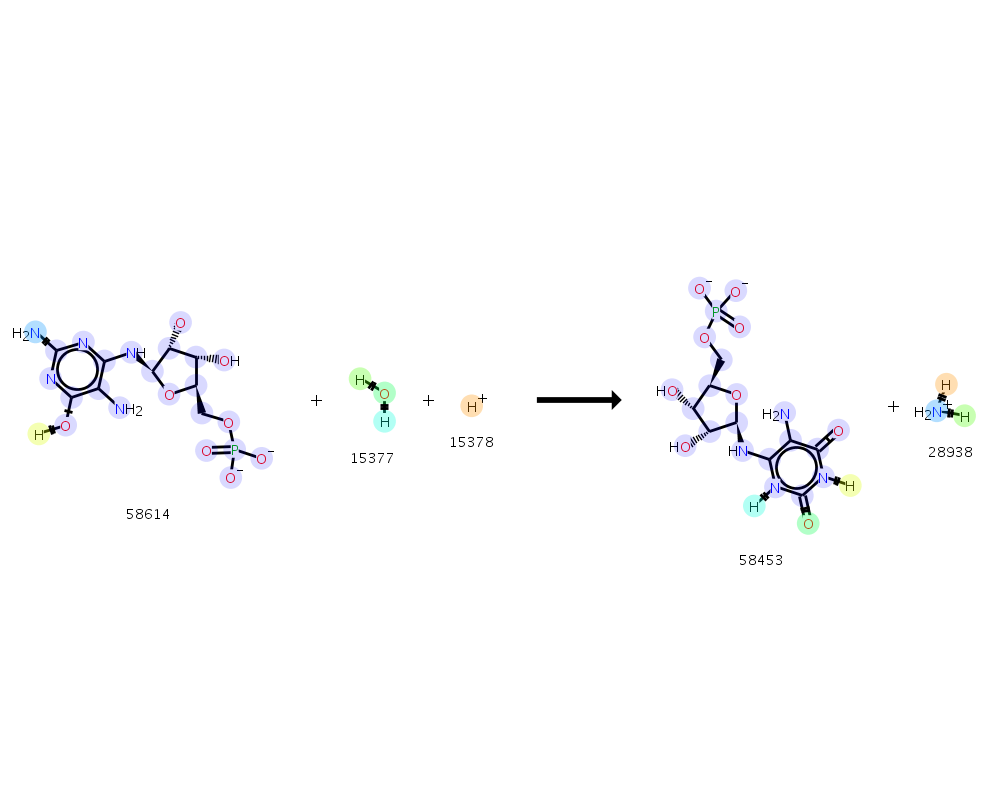 H₂N N N NH O OH O NH₂ O H O P O O⁻ O⁻
58614
+
H O H
15377
+
H⁺
15378
O⁻ O⁻ P O O HO HO O HN H₂N O N H N H O
58453
+
H H₂N⁺ H
28938